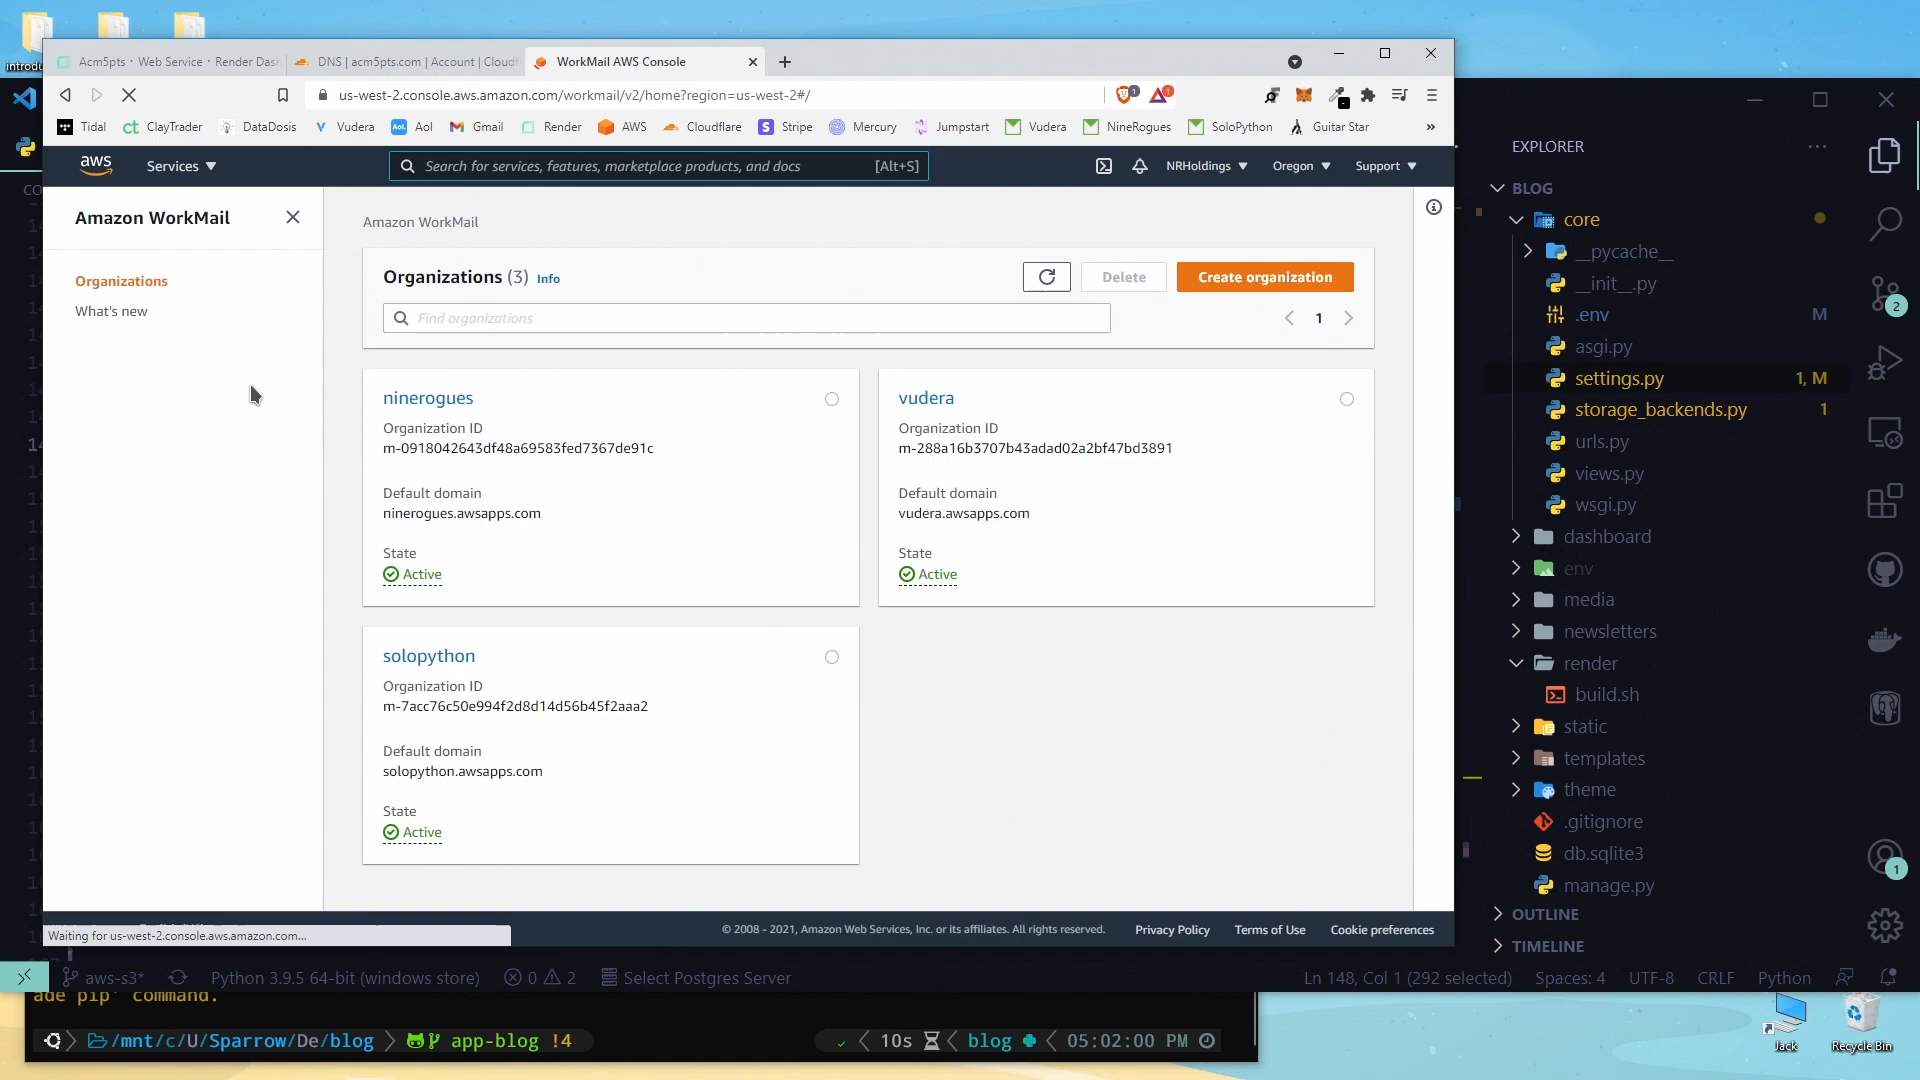 introdu
Acm5pts · Web Service · Render Dash
DNS | acm5pts.com | Account | Cloudf
WorkMail AWS Console
us-west-2.console.aws.amazon.com/workmail/v2/home?region=us-west-2#/
1
1
Tidal
ClayTrader
DataDosis
Vudera
Aol
Gmail
Render
AWS
Cloudflare
Stripe
Mercury
Jumpstart
Vudera
NineRogues
SoloPython
Guitar Star
»
aws
Services
Search for services, features, marketplace products, and docs
[Alt+S]
NRHoldings
Oregon
Support
Amazon WorkMail
Organizations
What's new
Amazon WorkMail
Organizations (3) Info
Delete
Create organization
Find organizations
1
ninerogues
Organization ID
m-0918042643df48a69583fed7367de91c
Default domain
ninerogues.awsapps.com
State
Active
vudera
Organization ID
m-288a16b3707b43adad02a2bf47bd3891
Default domain
vudera.awsapps.com
State
Active
solopython
Organization ID
m-7acc76c50e994f2d8d14d56b45f2aaa2
Default domain
solopython.awsapps.com
State
Active
© 2008 - 2021, Amazon Web Services, Inc. or its affiliates. All rights reserved.
Privacy Policy
Terms of Use
Cookie preferences
Waiting for us-west-2.console.aws.amazon.com...
EXPLORER
BLOG
core
__pycache__
__init__.py
.env M
asgi.py
settings.py 1, M
storage_backends.py 1
urls.py
views.py
wsgi.py
dashboard
env
media
newsletters
render
build.sh
static
templates
theme
.gitignore
db.sqlite3
manage.py
OUTLINE
TIMELINE
2
1
aws-s3*
Python 3.9.5 64-bit (windows store)
0 2
Select Postgres Server
Ln 148, Col 1 (292 selected)
Spaces: 4
UTF-8
CRLF
Python
ade pip' command.
/mnt/c/U/Sparrow/De/blog
app-blog !4
10s
blog
05:02:00 PM
Jack
Recycle Bin